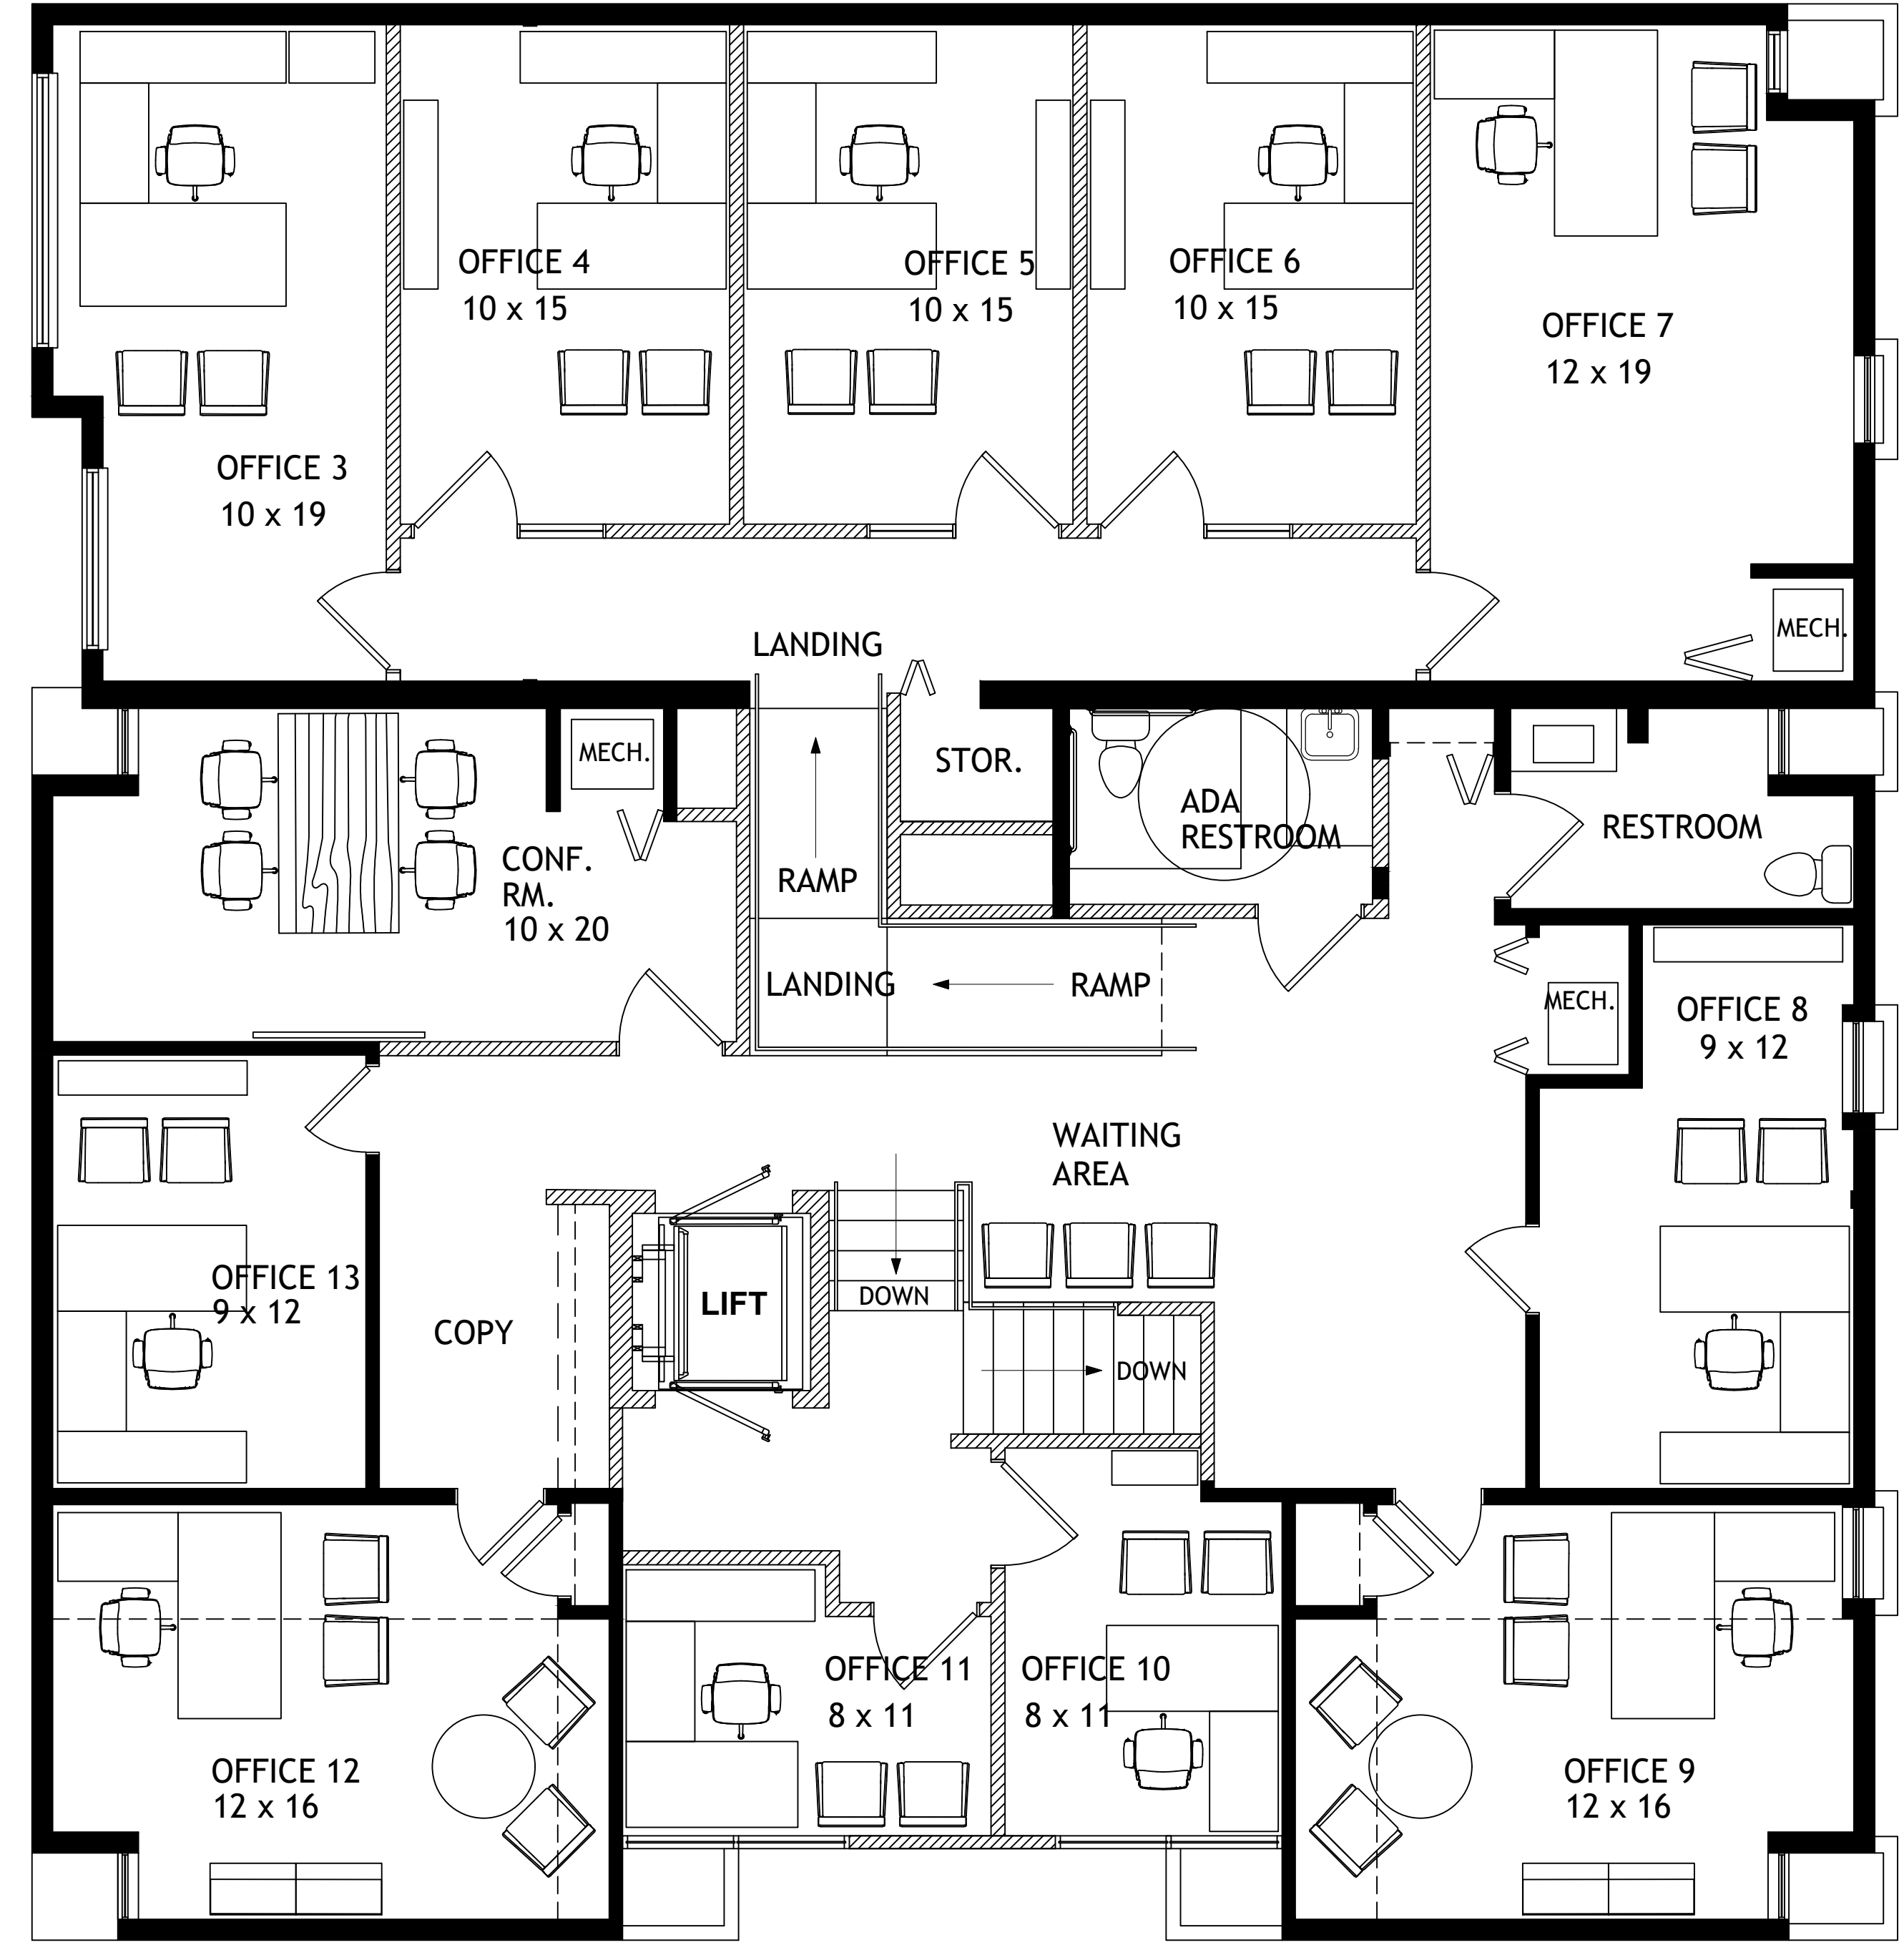 OFFICE 4
10 x 15
OFFICE 5
10 x 15
OFFICE 6
10 x 15
OFFICE 7
12 x 19
OFFICE 3
10 x 19
LANDING
MECH.
MECH.
STOR.
ADA
RESTROOM
RESTROOM
CONF.
RM.
10 x 20
RAMP
LANDING
RAMP
MECH.
OFFICE 8
9 x 12
WAITING
AREA
OFFICE 13
9 x 12
COPY
LIFT
DOWN
DOWN
OFFICE 11
8 x 11
OFFICE 10
8 x 11
OFFICE 12
12 x 16
OFFICE 9
12 x 16